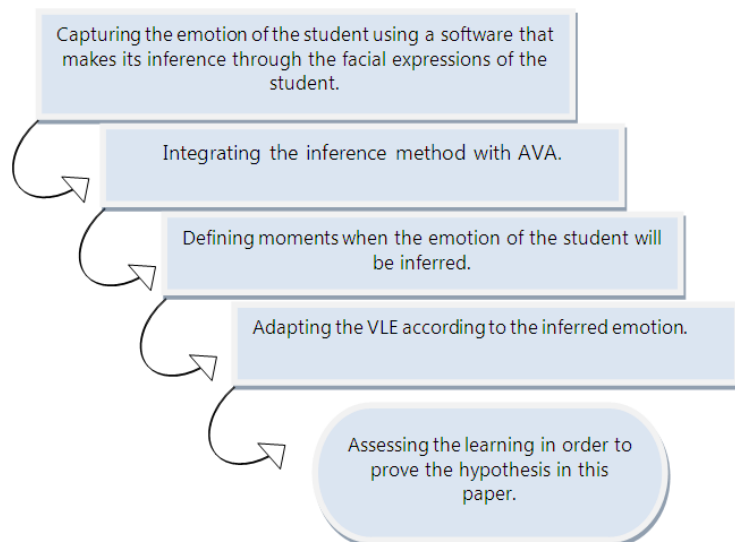 Capturing the emotion of the student using a software that
makes its inference through the facial expressions of the
student.
Integrating the inference method with AVA.
Defining moments when the emotion of the student will
be inferred.
Adapting the VLE according to the inferred emotion.
Assessing the learning in order to
prove the hypothesis in this
paper.